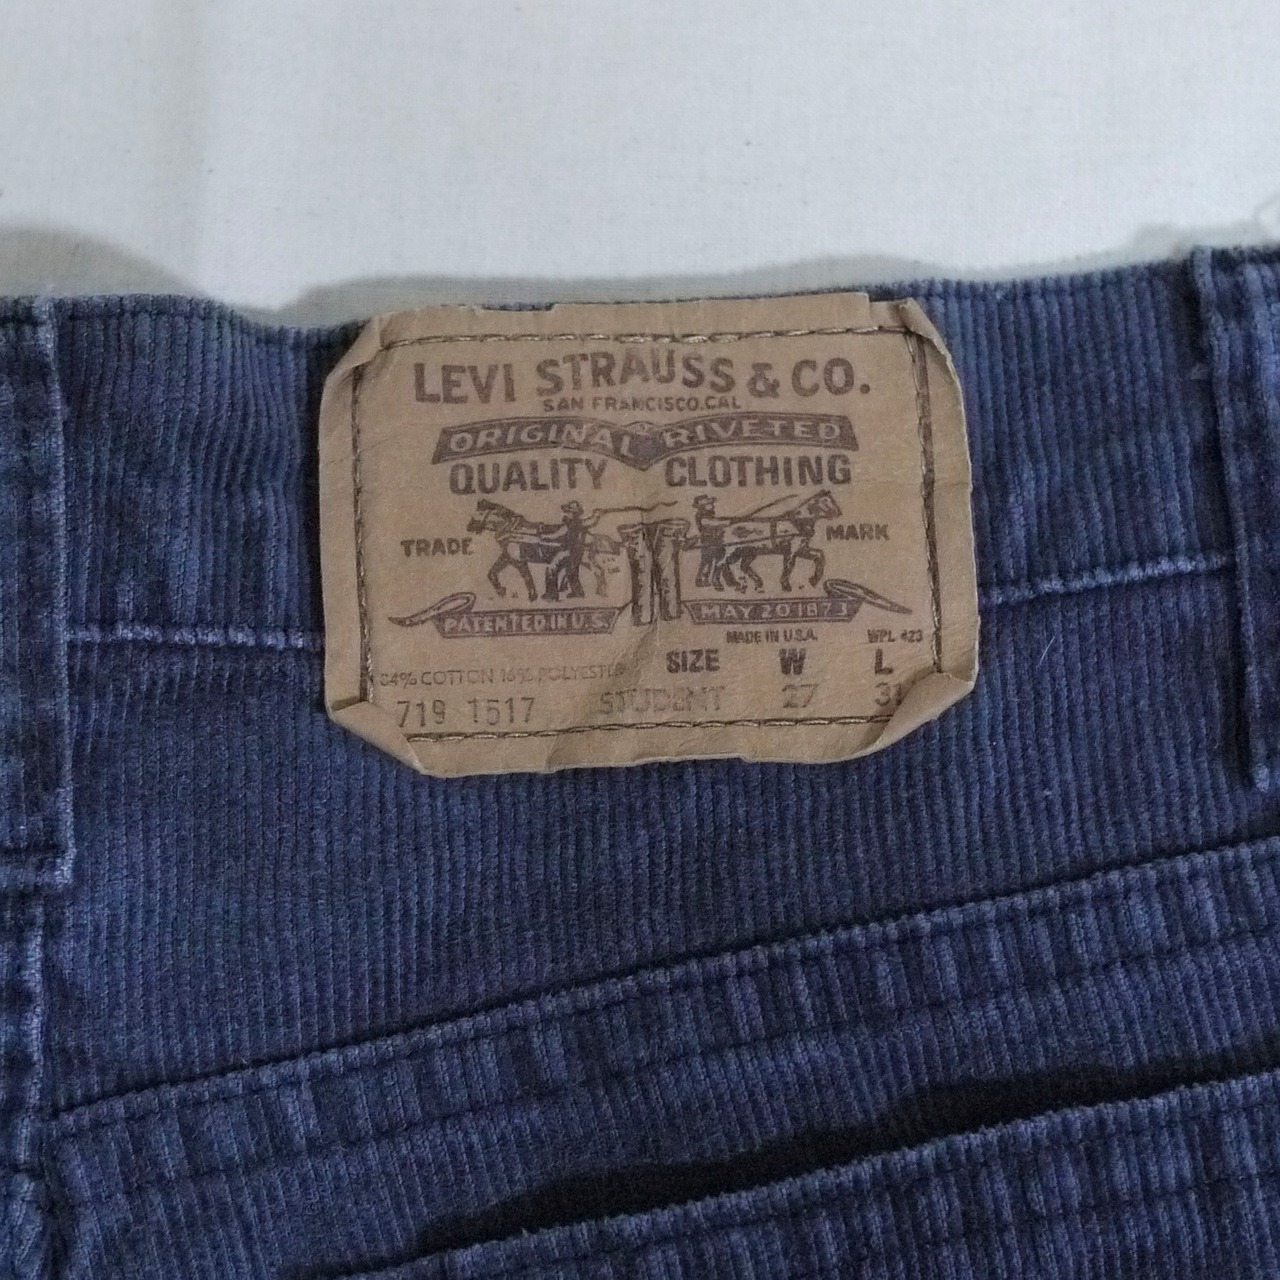 LEVI STRAUSS & CO.
SAN FRANCISCO,CAL
ORIGINAL RIVETED
QUALITY CLOTHING
TRADE MARK
PATENTED IN U.S. MAY 20 1873
MADE IN U.S.A. WPL 423
SIZE W L
84% COTTON 16% POLYESTER
719 1517 STUDENT 27 31